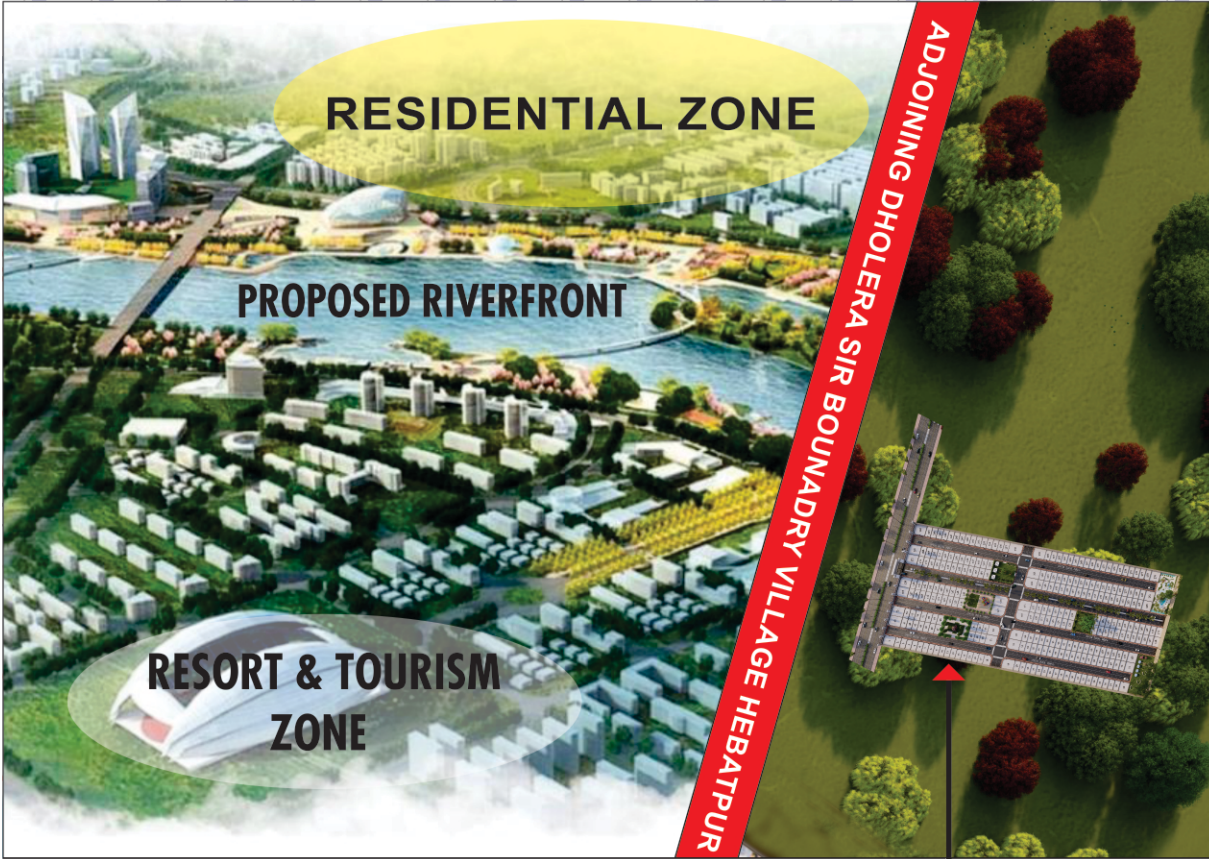 RESIDENTIAL ZONE
PROPOSED RIVERFRONT
RESORT & TOURISM
ZONE
ADJOINING DHOLERA SIR BOUNADRY VILLAGE HEBATPUR